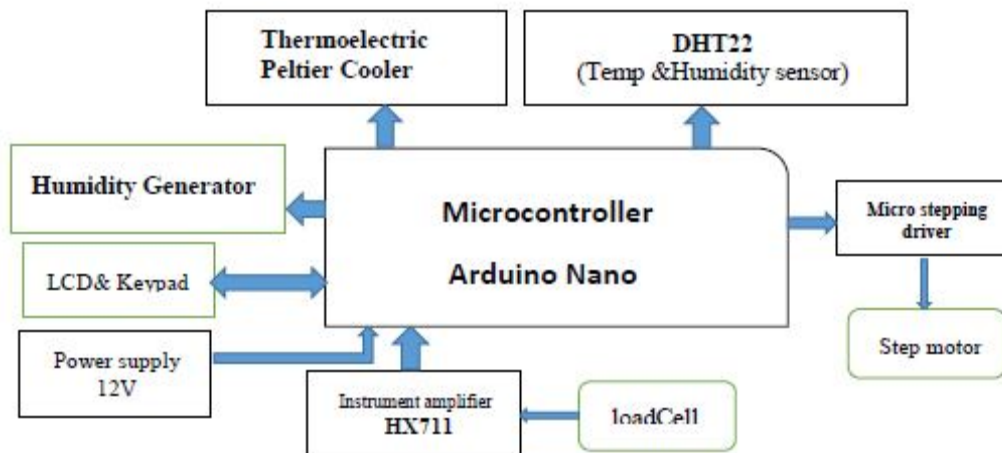 Thermoelectric
Peltier Cooler
DHT22
(Temp &Humidity sensor)
Humidity Generator
Microcontroller
Arduino Nano
Micro stepping
driver
LCD& Keypad
Power supply
12V
Step motor
Instrument amplifier
HX711
loadCell